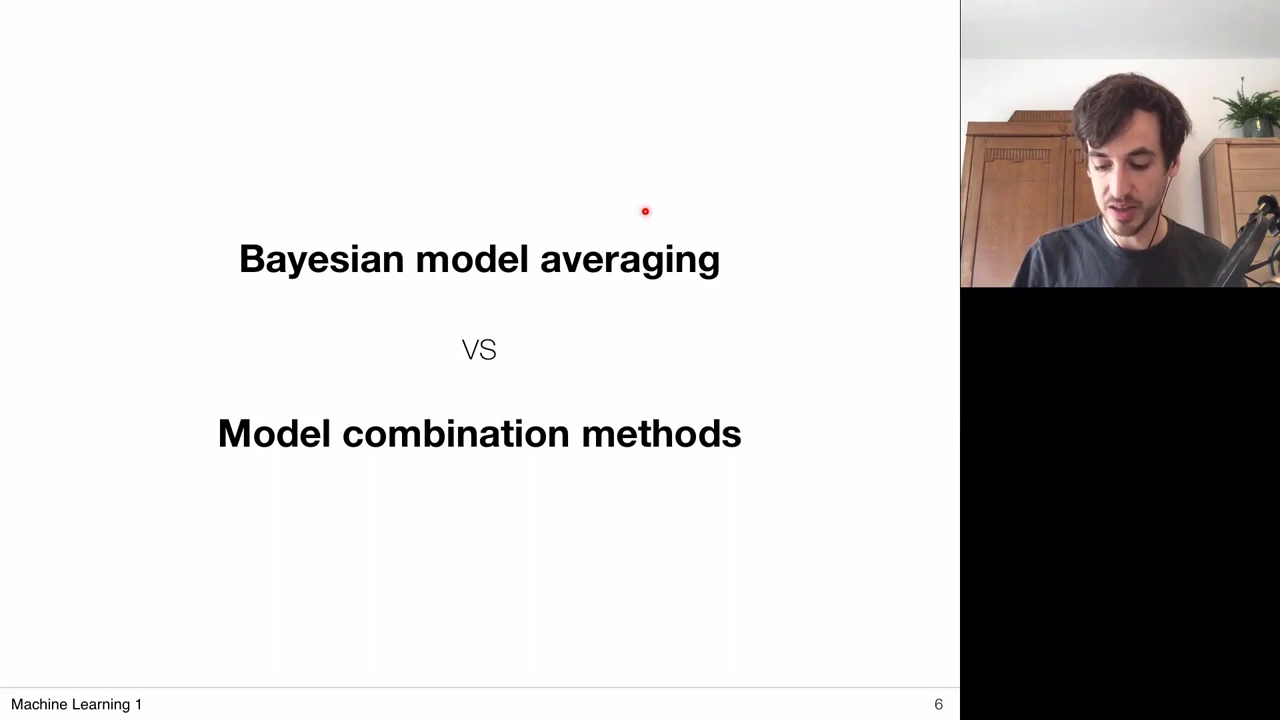 Bayesian model averaging
VS
Model combination methods
Machine Learning 1
6